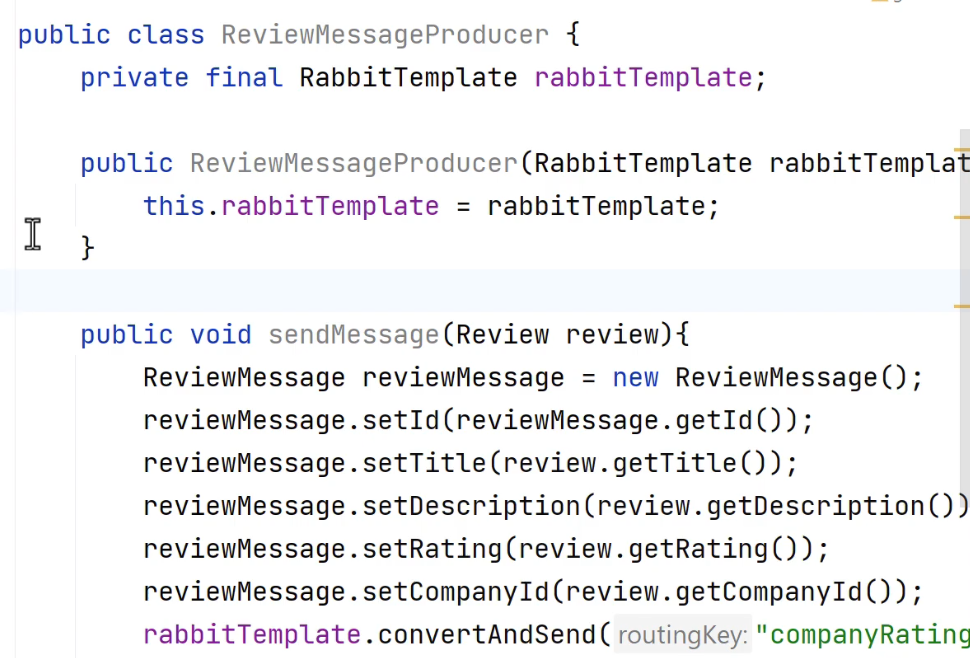 public class ReviewMessageProducer {
private final RabbitTemplate rabbitTemplate;
public ReviewMessageProducer(RabbitTemplate rabbitTemplat
this.rabbitTemplate = rabbitTemplate;
}
public void sendMessage(Review review){
ReviewMessage reviewMessage = new ReviewMessage();
reviewMessage.setId(reviewMessage.getId());
reviewMessage.setTitle(review.getTitle());
reviewMessage.setDescription(review.getDescription())
reviewMessage.setRating(review.getRating());
reviewMessage.setCompanyId(review.getCompanyId());
rabbitTemplate.convertAndSend( routingKey: "companyRating